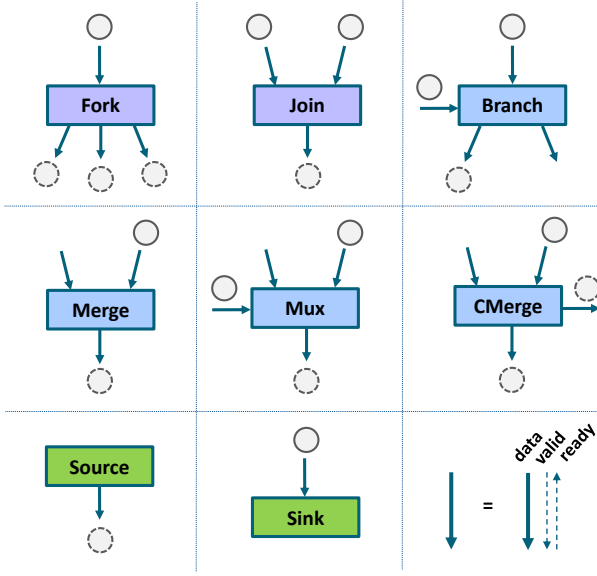 Fork
Join
Branch
Merge
Mux
CMerge
Source
Sink
=
data
valid
ready